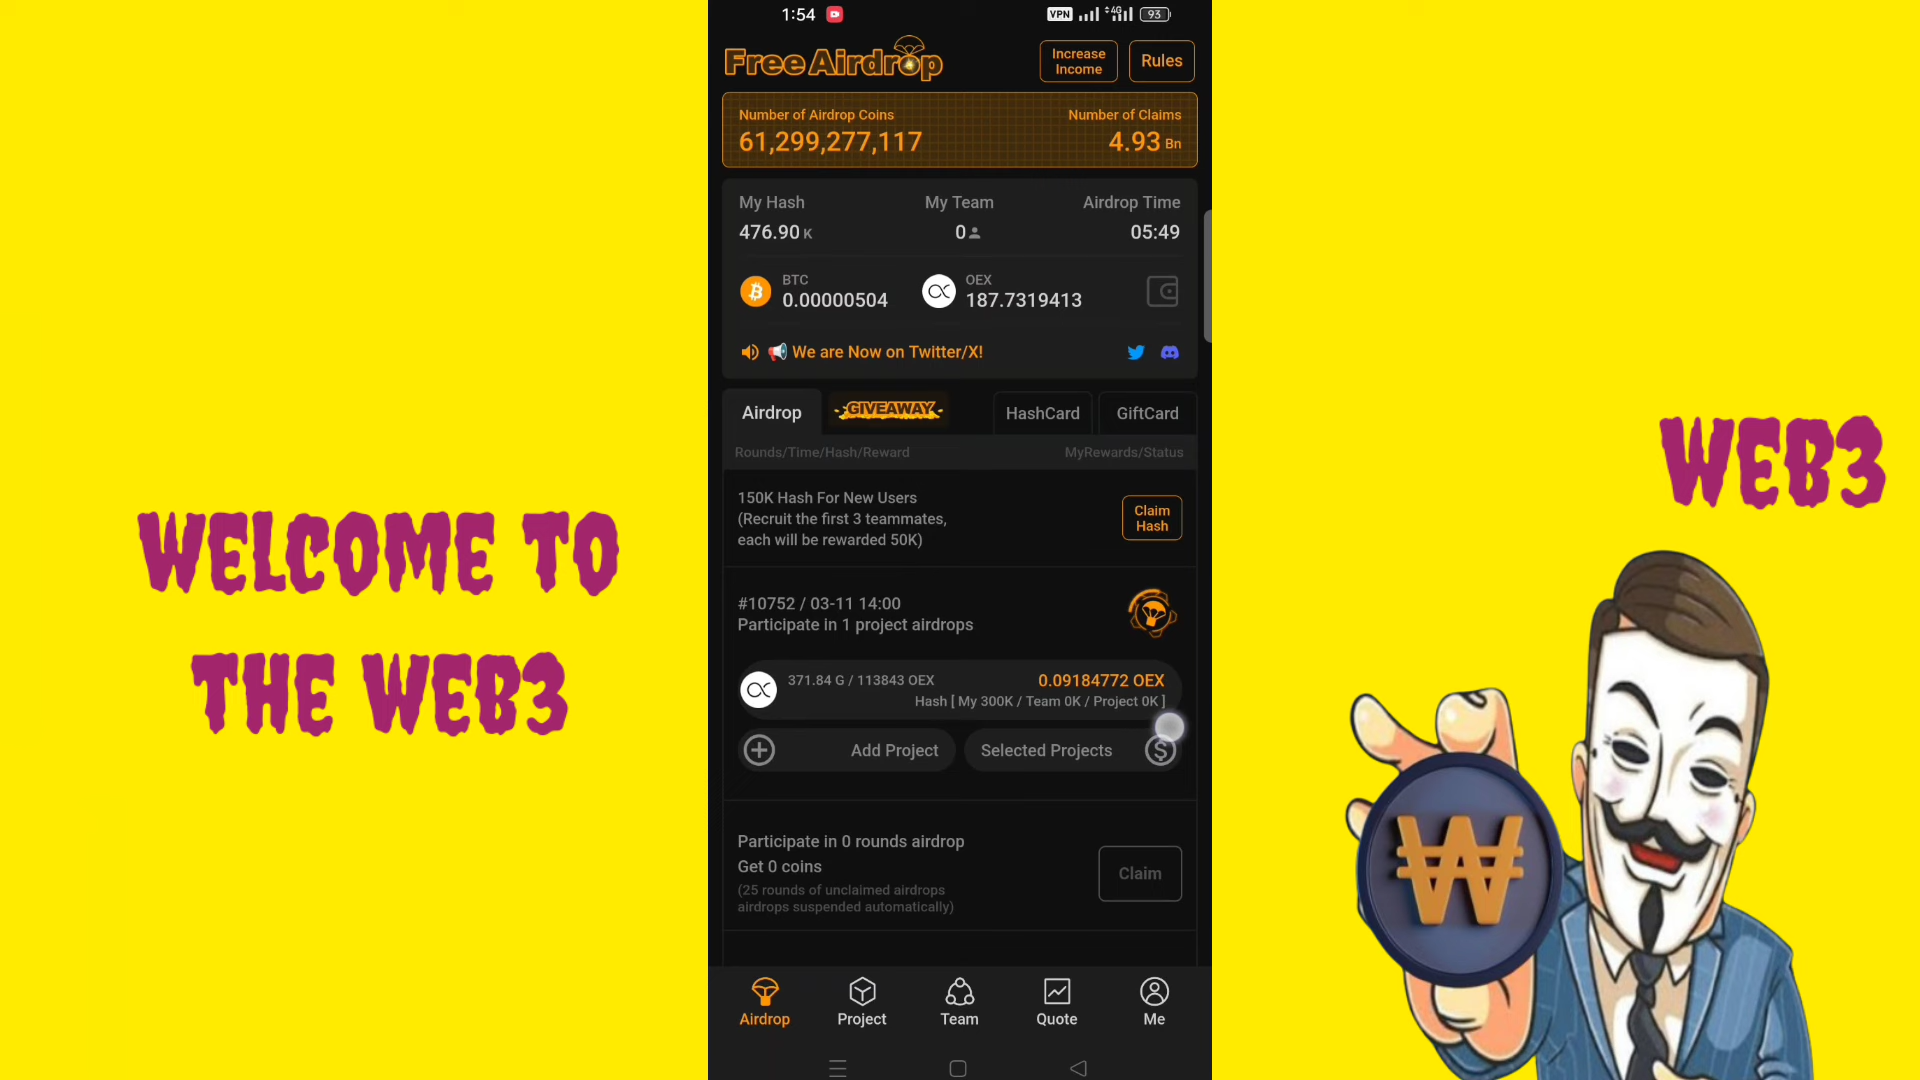 1:54
VPN 4G 93
Free Airdrop
Increase
Income
Rules
Number of Airdrop Coins
Number of Claims
61,299,277,117
4.93 Bn
My Hash
My Team
Airdrop Time
476.90 K
0
05:49
BTC
0.00000504
OEX
187.7319413
We are Now on Twitter/X!
Airdrop
GIVEAWAY
HashCard
GiftCard
Rounds/Time/Hash/Reward
MyRewards/Status
150K Hash For New Users
(Recruit the first 3 teammates,
each will be rewarded 50K)
Claim
Hash
#10752 / 03-11 14:00
Participate in 1 project airdrops
371.84 G / 113843 OEX
0.09184772 OEX
Hash [ My 300K / Team 0K / Project 0K ]
Add Project
Selected Projects
Participate in 0 rounds airdrop
Get 0 coins
(25 rounds of unclaimed airdrops
airdrops suspended automatically)
Claim
Airdrop
Project
Team
Quote
Me
WELCOME TO
THE WEB3
WEB3